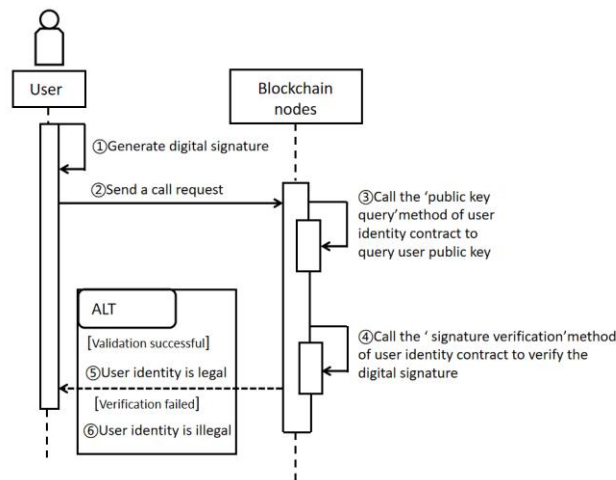 User
Blockchain
nodes
①Generate digital signature
②Send a call request
③Call the ‘public key
query’method of user
identity contract to
query user public key
ALT
[Validation successful]
④Call the ‘ signature verification’method
of user identity contract to verify the
digital signature
⑤User identity is legal
[Verification failed]
⑥User identity is illegal